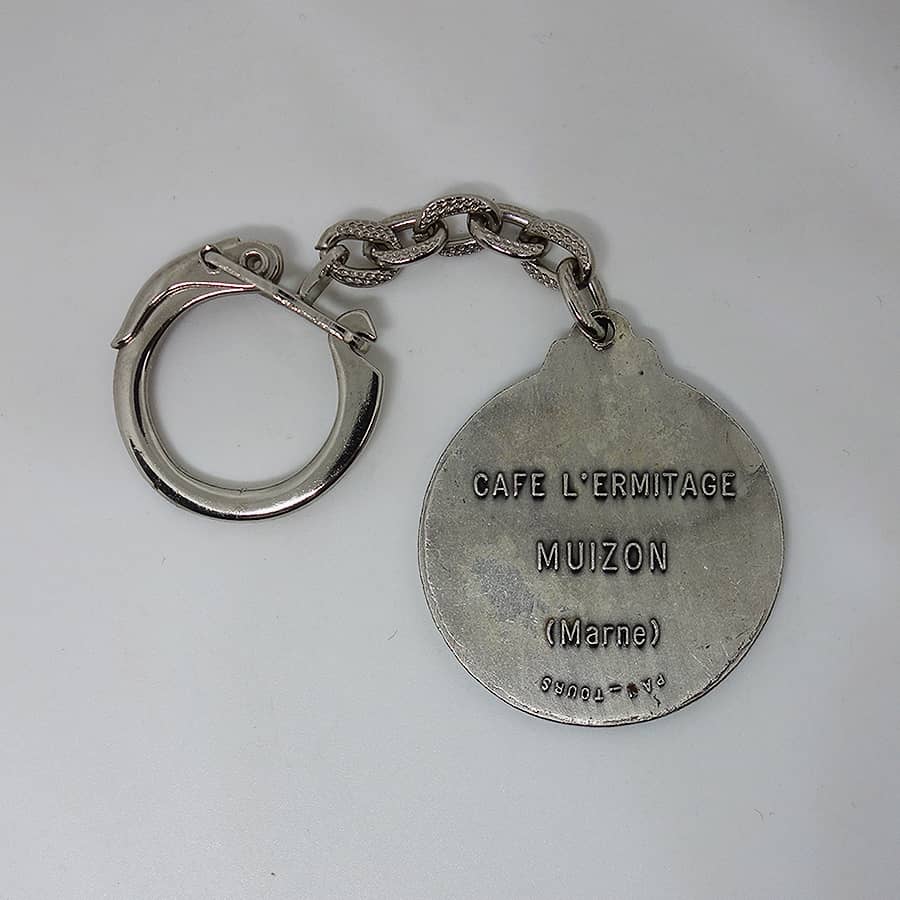 CAFE L'ERMITAGE
MUIZON
(Marne)
TOURS